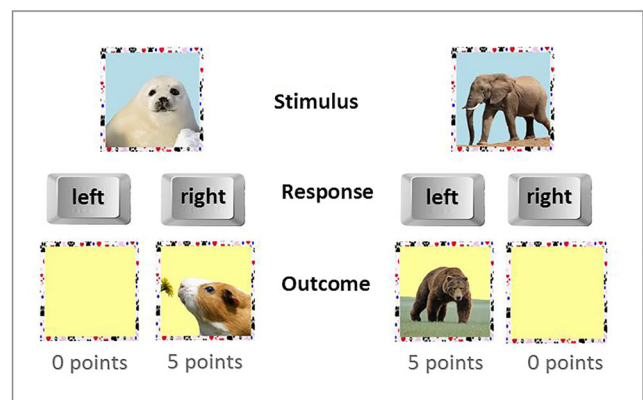 Stimulus
left right Response left right
Outcome
0 points 5 points 5 points 0 points